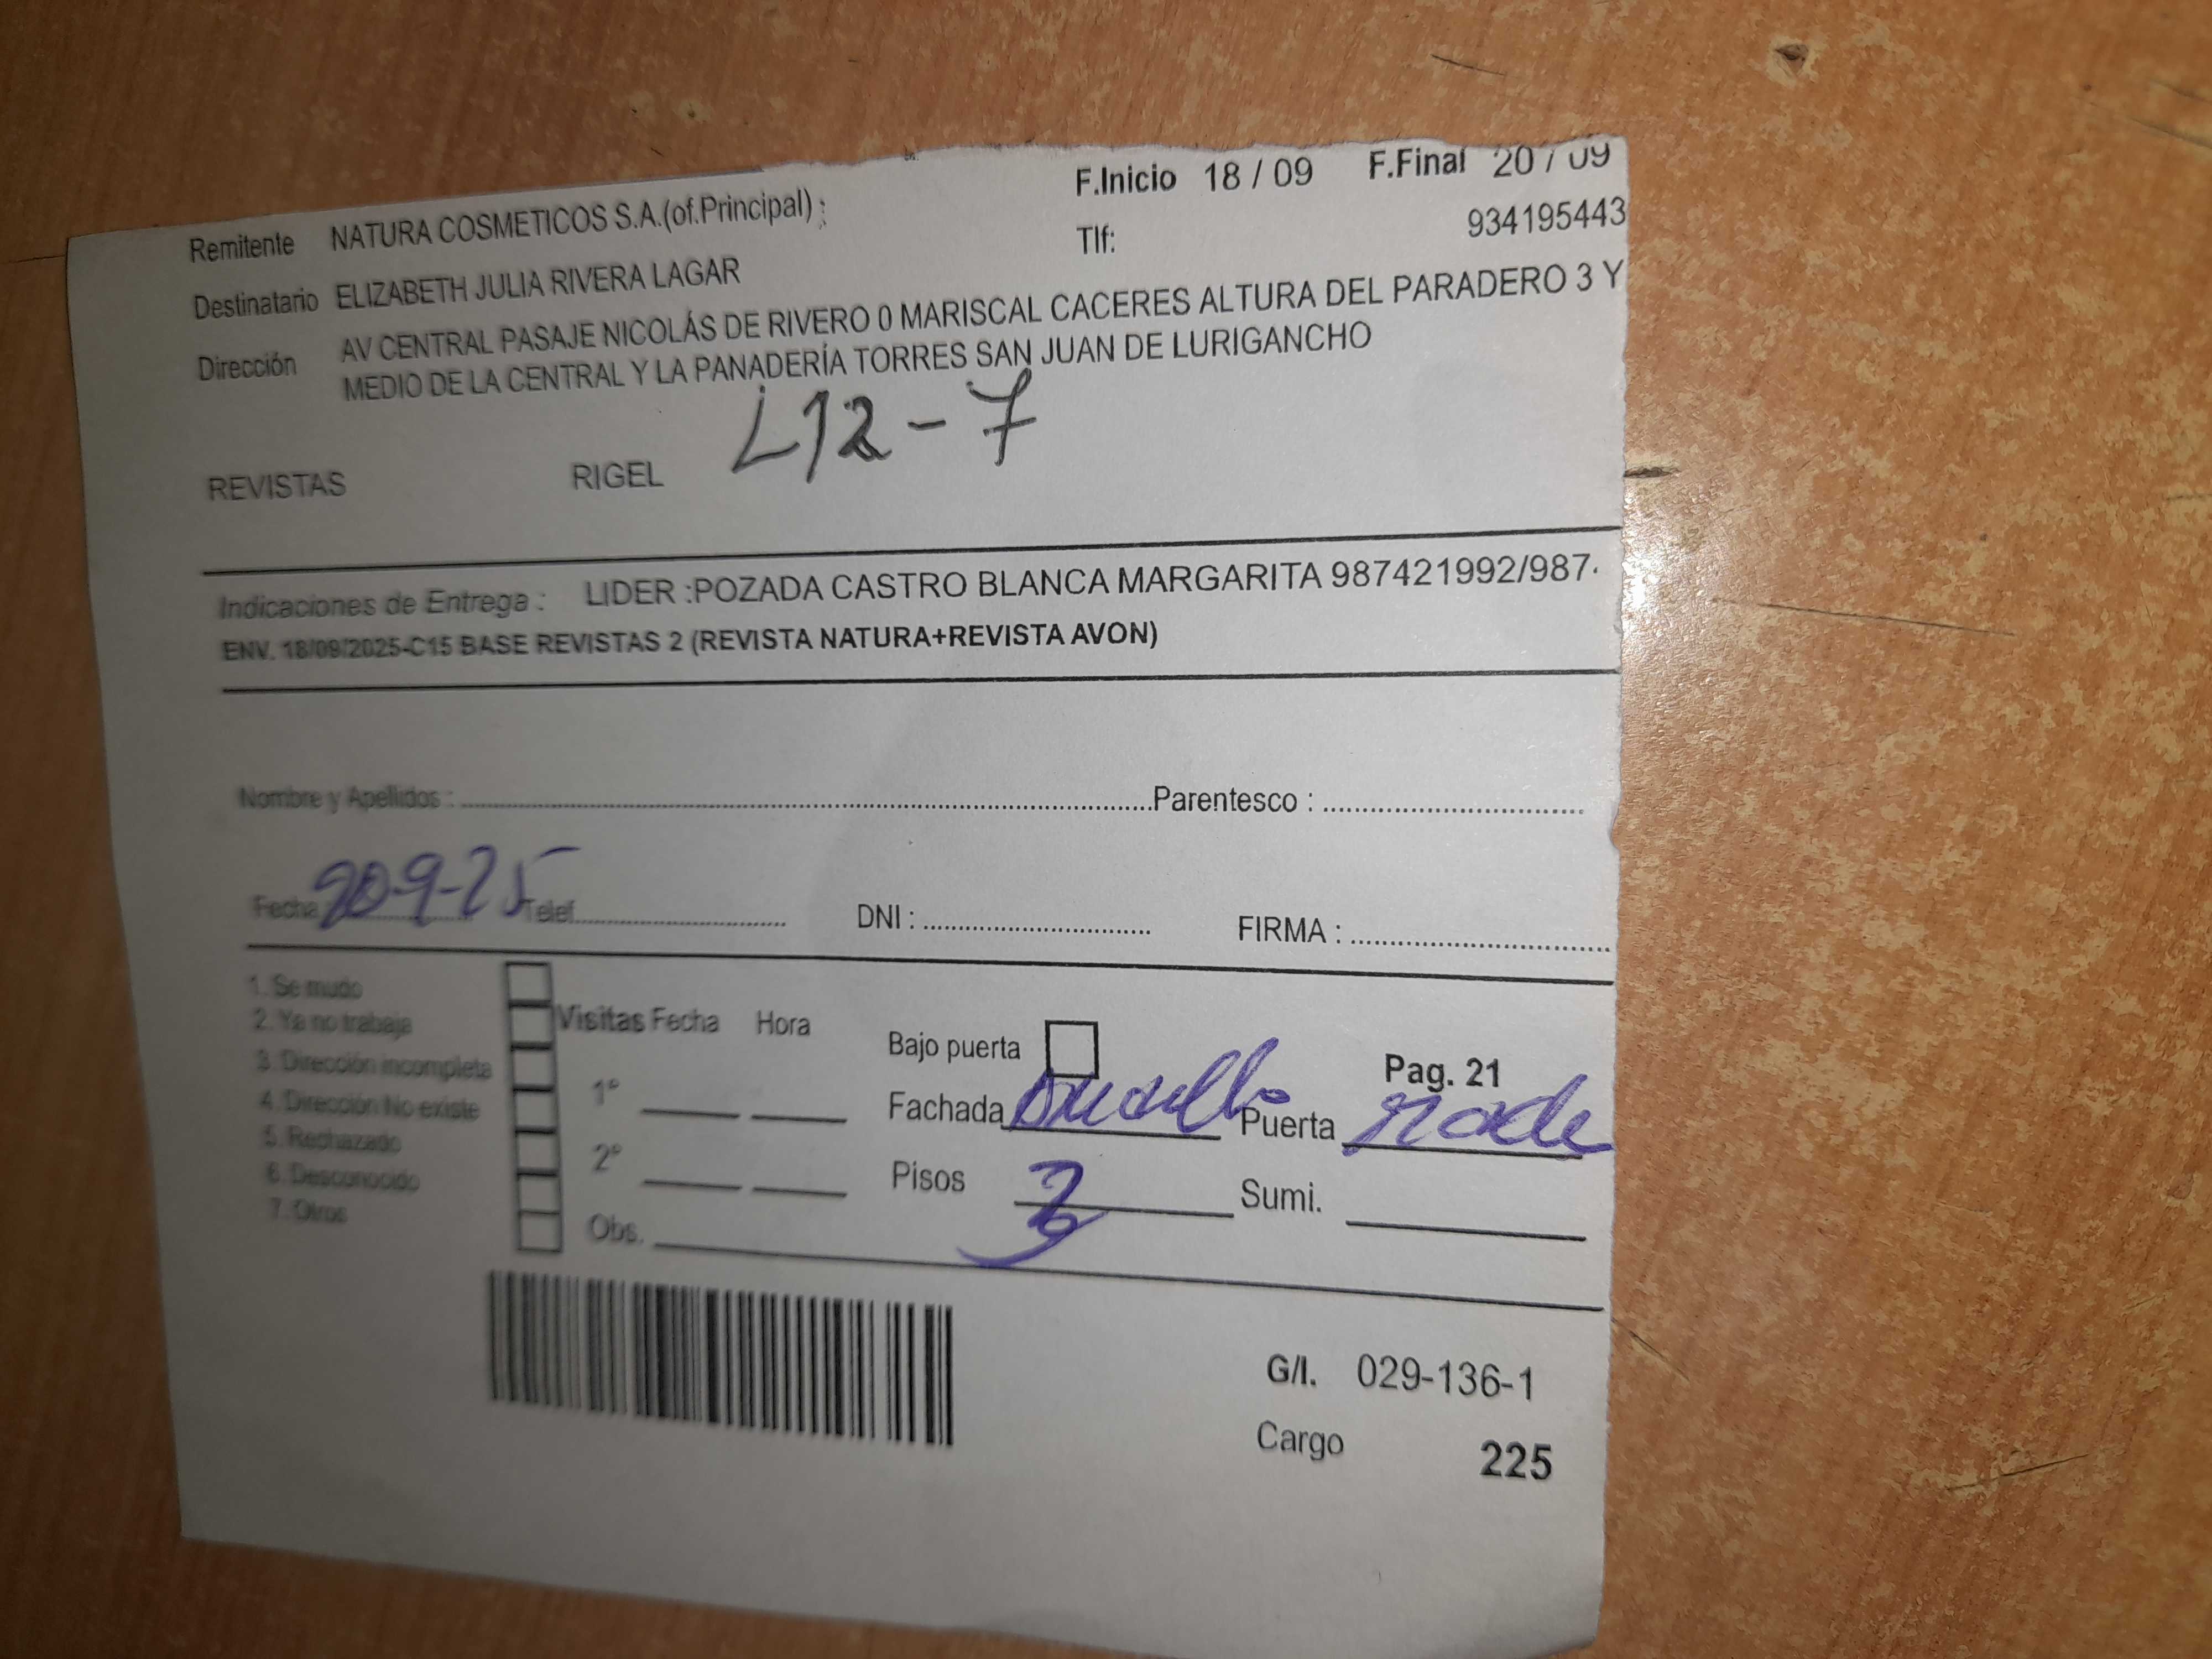 F.Inicio 18 / 09 F.Final 20 / 09
Remitente NATURA COSMETICOS S.A.(of.Principal) ;
Tlf: 934195443
Destinatario ELIZABETH JULIA RIVERA LAGAR
Dirección AV CENTRAL PASAJE NICOLÁS DE RIVERO 0 MARISCAL CACERES ALTURA DEL PARADERO 3 Y
MEDIO DE LA CENTRAL Y LA PANADERÍA TORRES SAN JUAN DE LURIGANCHO
L12-7
REVISTAS RIGEL
Indicaciones de Entrega : LIDER :POZADA CASTRO BLANCA MARGARITA 987421992/987
ENV. 18/09/2025-C15 BASE REVISTAS 2 (REVISTA NATURA+REVISTA AVON)
Nombre y Apellidos : Parentesco :
Fecha 20-9-25 Telef. DNI : FIRMA :
1. Se mudo
2. Ya no trabaja
3. Dirección incompleta
4. Dirección No existe
5. Rechazado
6. Desconocido
7. Otros
Visitas Fecha Hora
1°
2°
Obs.
Bajo puerta Pag. 21
Fachada Puerta
Pisos 3 Sumi.
G/I. 029-136-1
Cargo 225